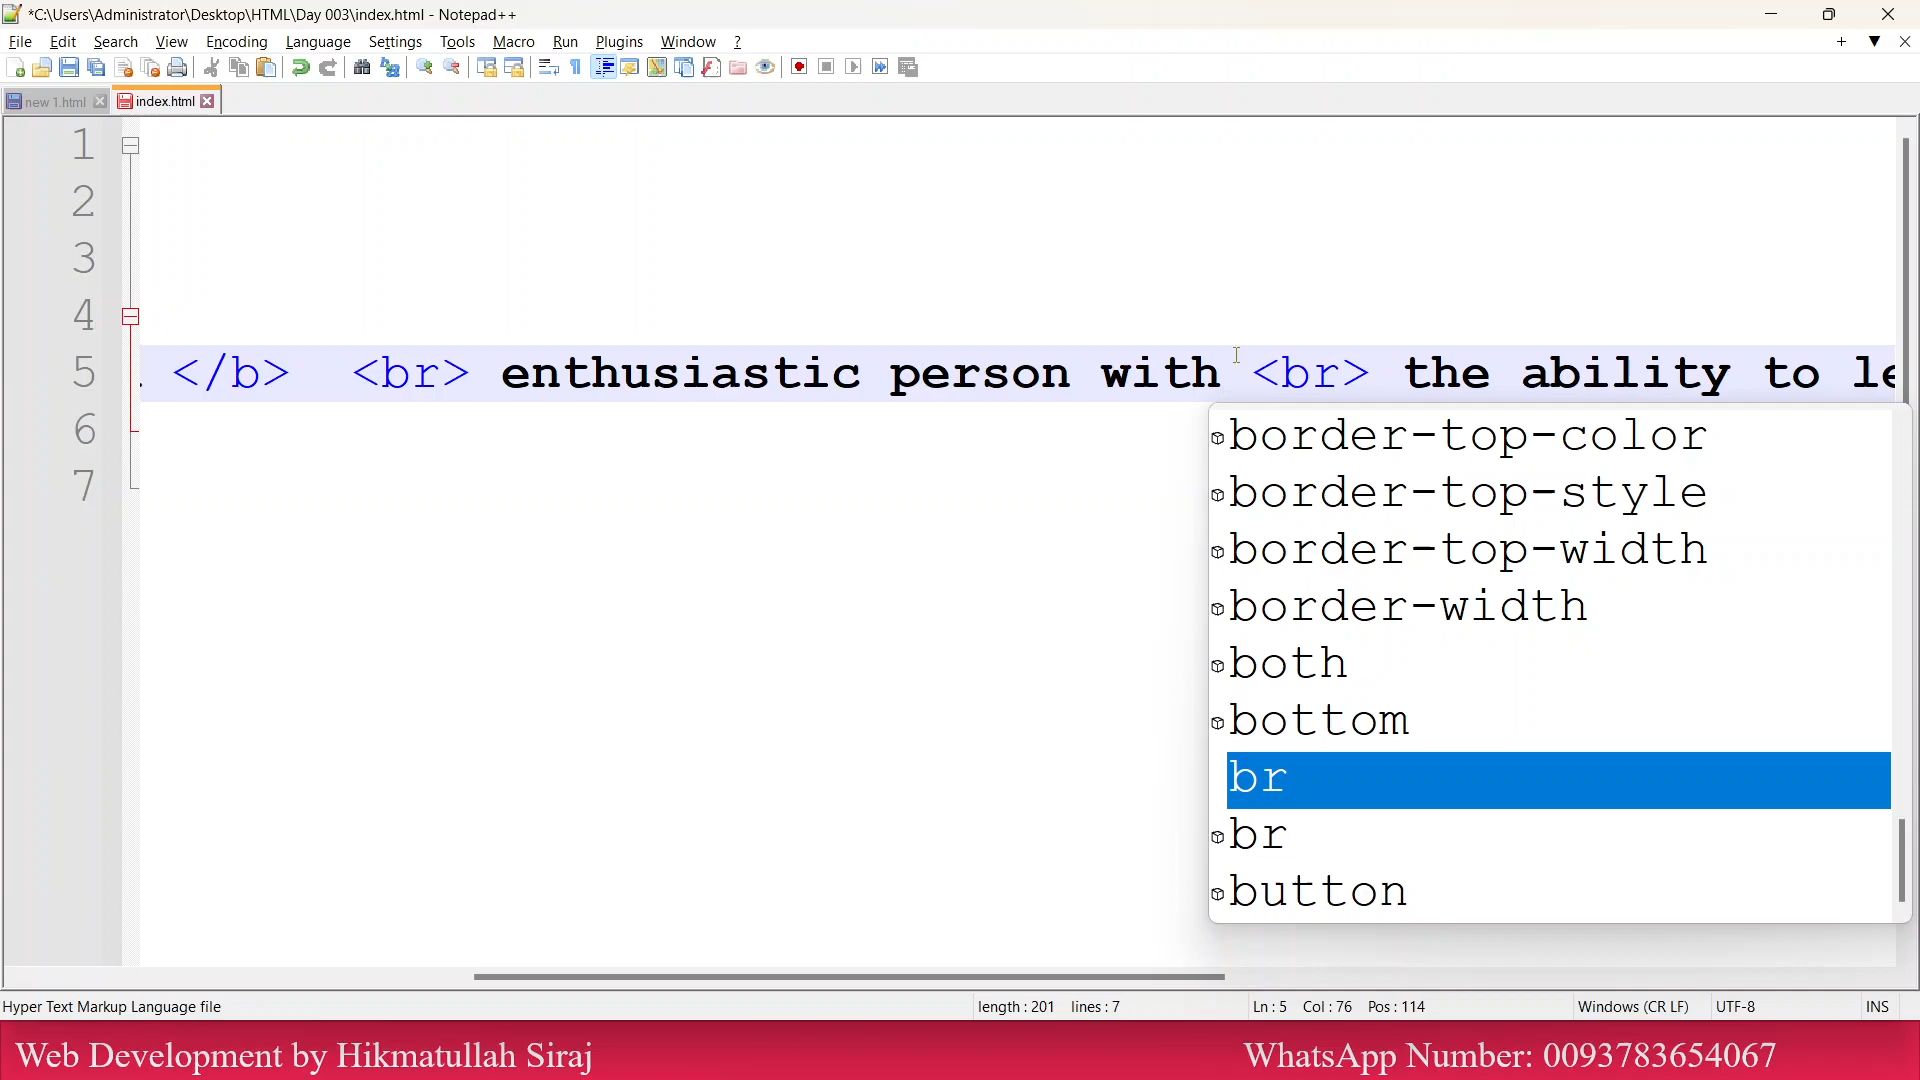 *C:\Users\Administrator\Desktop\HTML\Day 003\index.html - Notepad++
File Edit Search View Encoding Language Settings Tools Macro Run Plugins Window ?
new 1.html index.html
1
2
3
4
5 . </b> <br> enthusiastic person with <br> the ability to le
6
7
border-top-color
border-top-style
border-top-width
border-width
both
bottom
br
br
button
Hyper Text Markup Language file length : 201 lines : 7 Ln : 5 Col : 76 Pos : 114 Windows (CR LF) UTF-8 INS
Web Development by Hikmatullah Siraj WhatsApp Number: 0093783654067